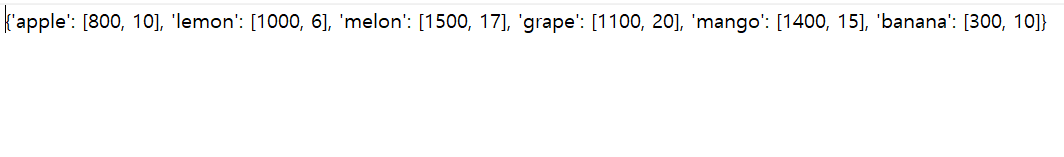 {'apple': [800, 10], 'lemon': [1000, 6], 'melon': [1500, 17], 'grape': [1100, 20], 'mango': [1400, 15], 'banana': [300, 10]}